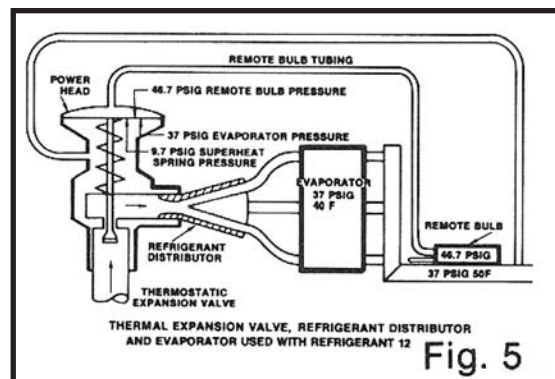 REMOTE BULB TUBING
POWER
HEAD
46.7 PSIG REMOTE BULB PRESSURE
37 PSIG EVAPORATOR PRESSURE
9.7 PSIG SUPERHEAT
SPRING PRESSURE
EVAPORATOR
37 PSIG
40 F
REMOTE BULB
46.7 PSIG
37 PSIG 50F
REFRIGERANT
DISTRIBUTOR
THERMOSTATIC
EXPANSION VALVE
THERMAL EXPANSION VALVE, REFRIGERANT DISTRIBUTOR
AND EVAPORATOR USED WITH REFRIGERANT 12
Fig. 5